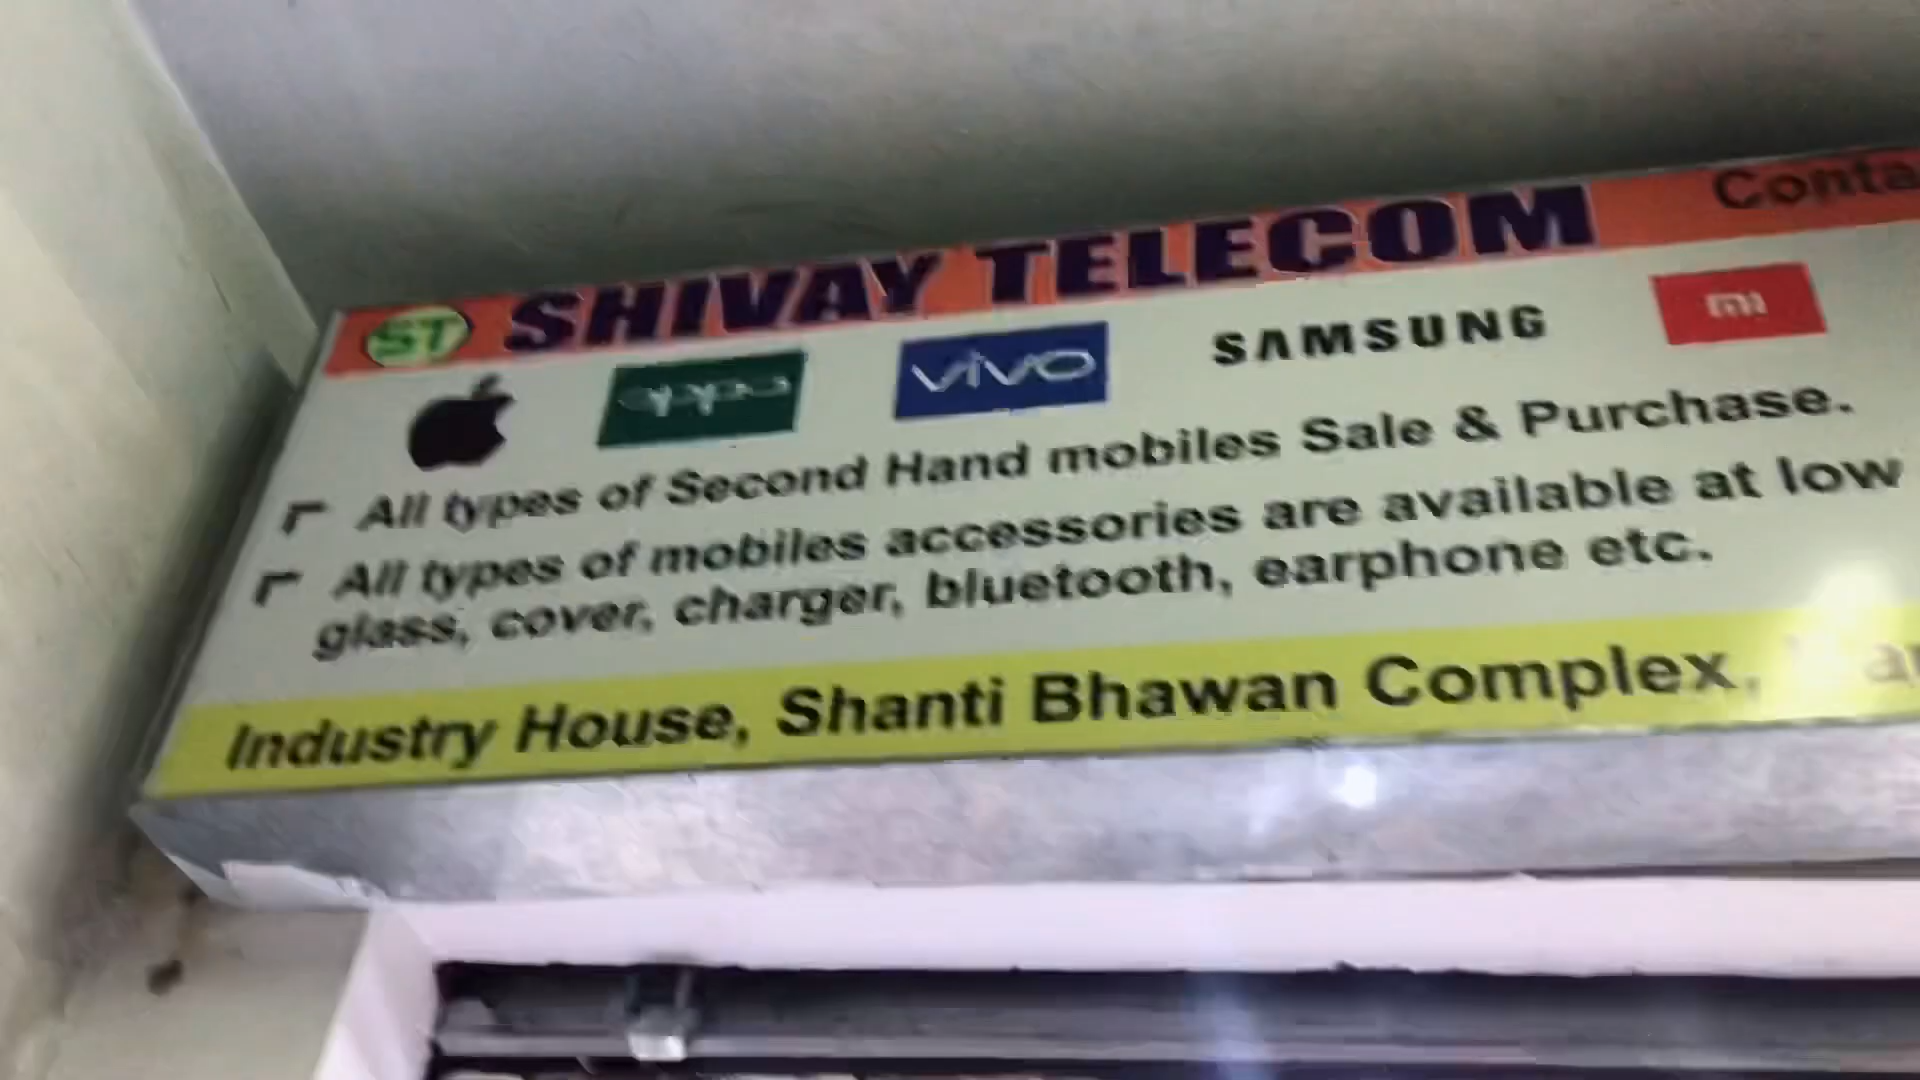 ST SHIVAY TELECOM Conta
oppo vivo SAMSUNG mi
All types of Second Hand mobiles Sale & Purchase.
All types of mobiles accessories are available at low
glass, cover, charger, bluetooth, earphone etc.
Industry House, Shanti Bhawan Complex,